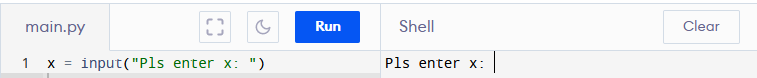 main.py Run Shell Clear
1 x = input("Pls enter x: ") Pls enter x: